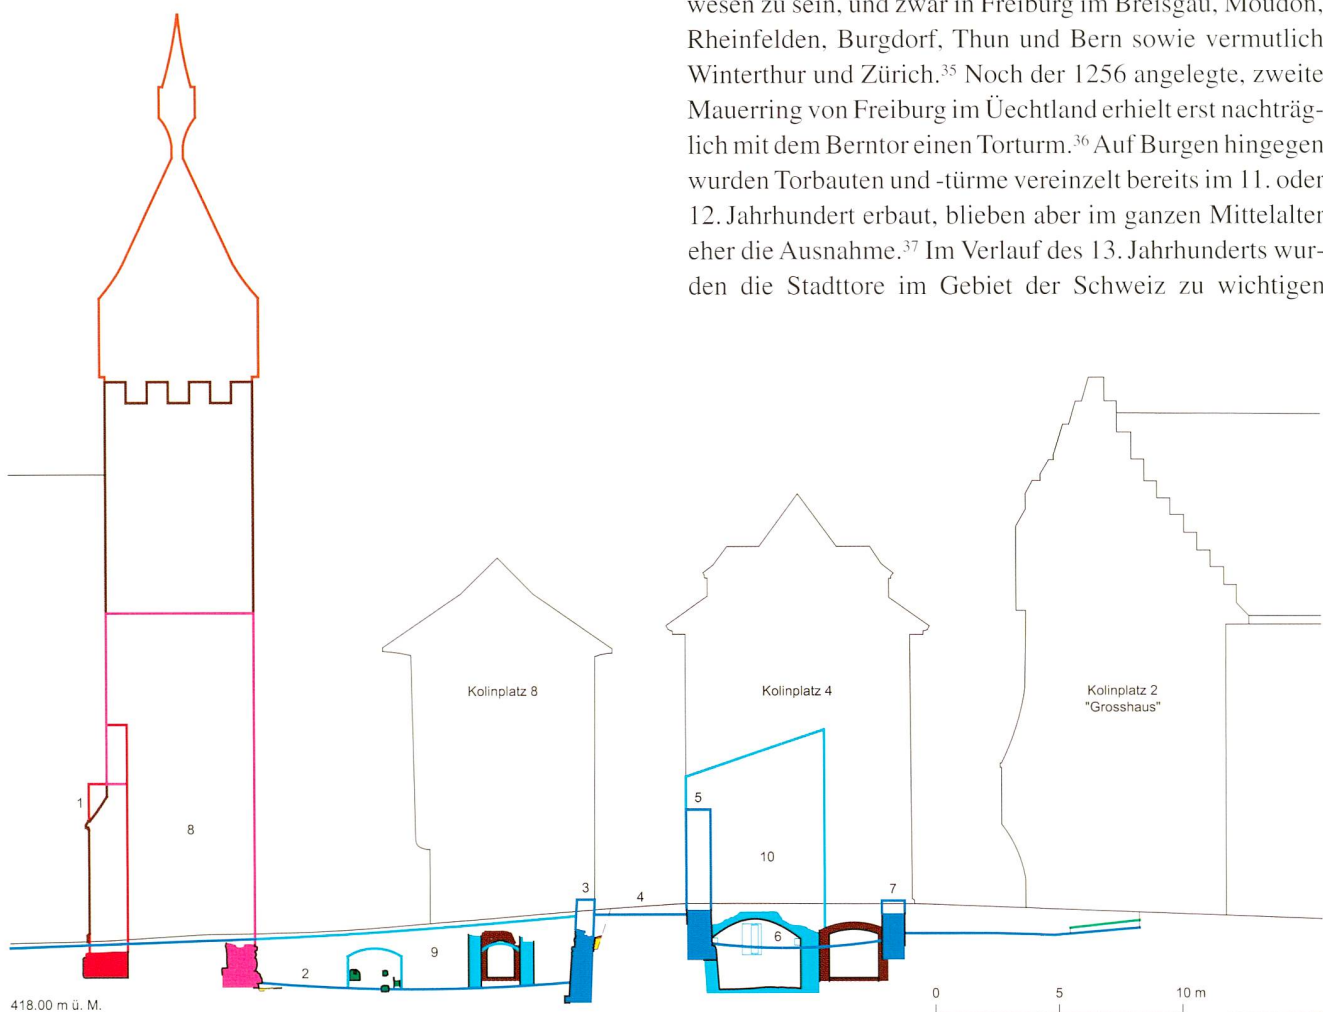 wesen zu sein, und zwar in Freiburg im Breisgau, Moudon,
Rheinfelden, Burgdorf, Thun und Bern sowie vermutlich
Winterthur und Zürich.³⁵ Noch der 1256 angelegte, zweite
Mauerring von Freiburg im Üechtland erhielt erst nachträg-
lich mit dem Berntor einen Torturm.³⁶ Auf Burgen hingegen
wurden Torbauten und -türme vereinzelt bereits im 11. oder
12. Jahrhundert erbaut, blieben aber im ganzen Mittelalter
eher die Ausnahme.³⁷ Im Verlauf des 13. Jahrhunderts wur-
den die Stadttore im Gebiet der Schweiz zu wichtigen
Kolinplatz 8
Kolinplatz 4
Kolinplatz 2
"Grosshaus"
1
8
5
10
3
4
7
9
6
2
418.00 m ü. M.
0 5 10 m